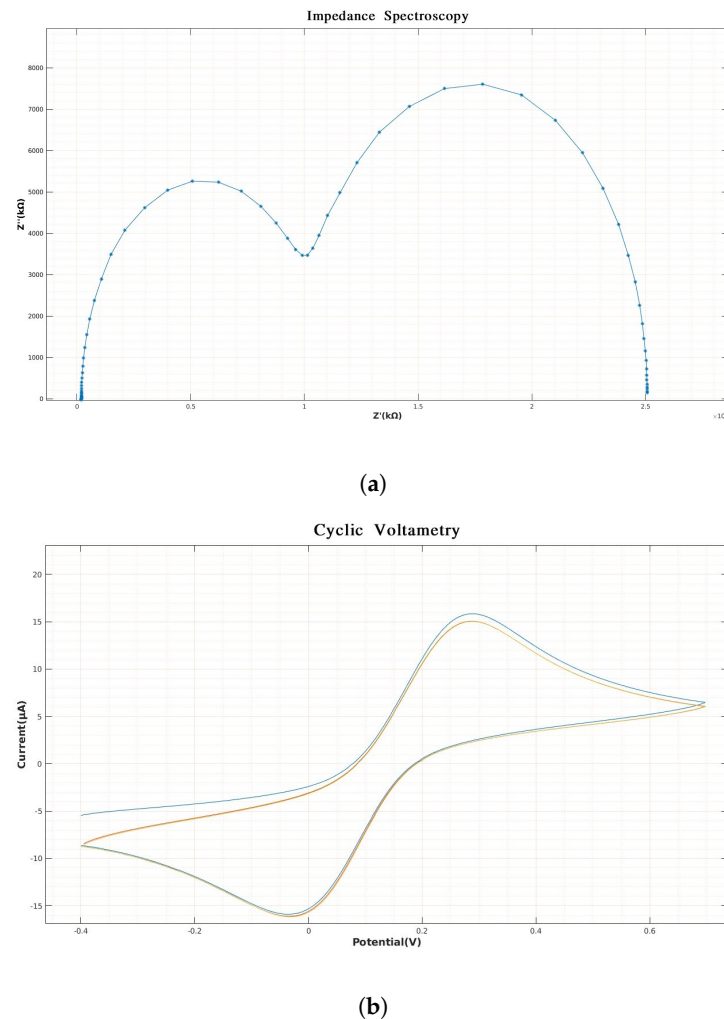 Impedance Spectroscopy
8000
7000
6000
5000
4000
3000
2000
1000
0
Z''(kΩ)
0 0.5 1 1.5 2 2.5
×10
Z'(kΩ)
(a)
Cyclic Voltametry
20
15
10
5
0
-5
-10
-15
Current(µA)
-0.4 -0.2 0 0.2 0.4 0.6
Potential(V)
(b)